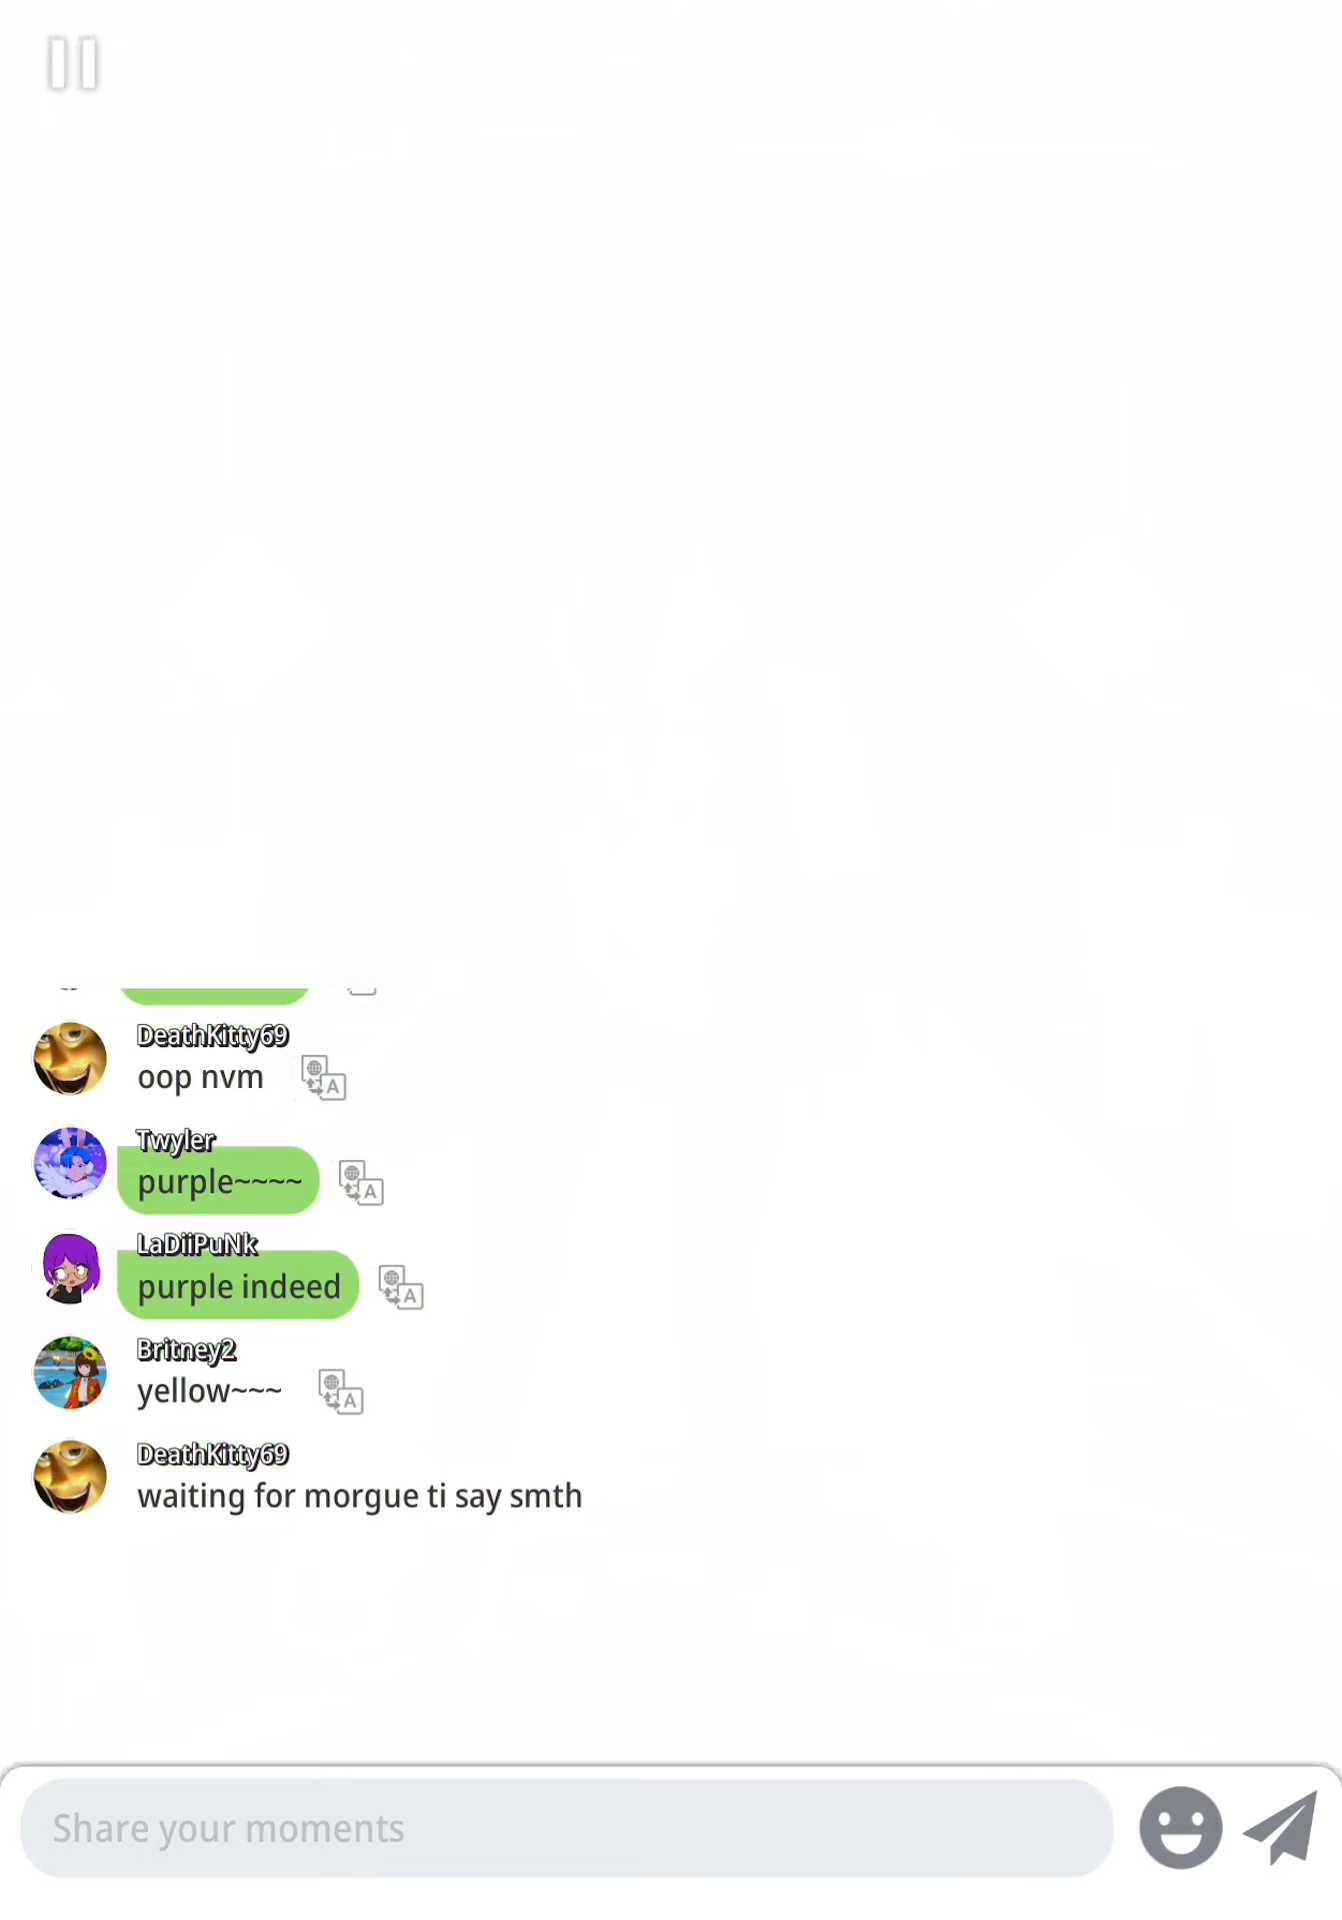 DeathKitty69
oop nvm
Twyler
purple~~~~
LaDiiPuNk
purple indeed
Britney2
yellow~~~
DeathKitty69
waiting for morgue ti say smth
Share your moments